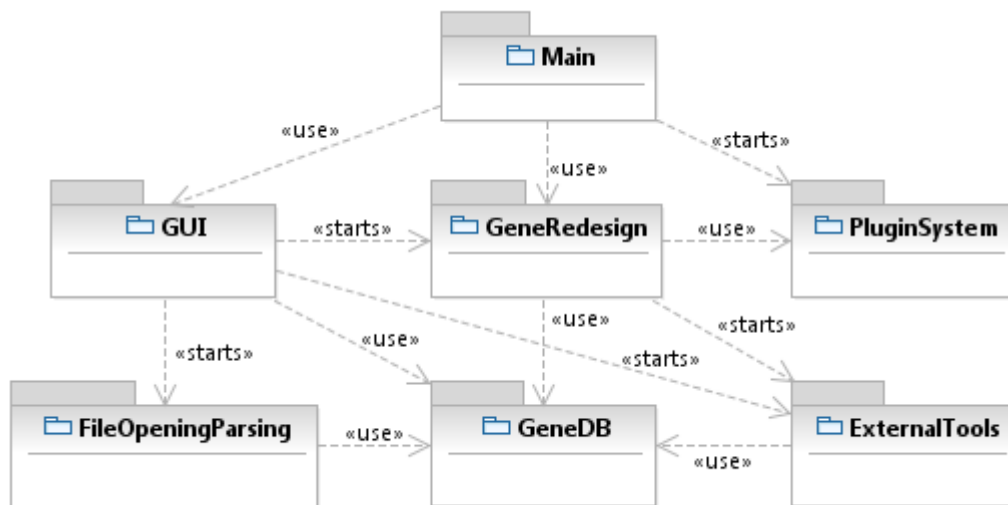 Main
«use»
«use»
«starts»
GUI
«starts»
GeneRedesign
«use»
PluginSystem
«starts»
«use»
«use»
«starts»
«starts»
FileOpeningParsing
«use»
GeneDB
«use»
ExternalTools